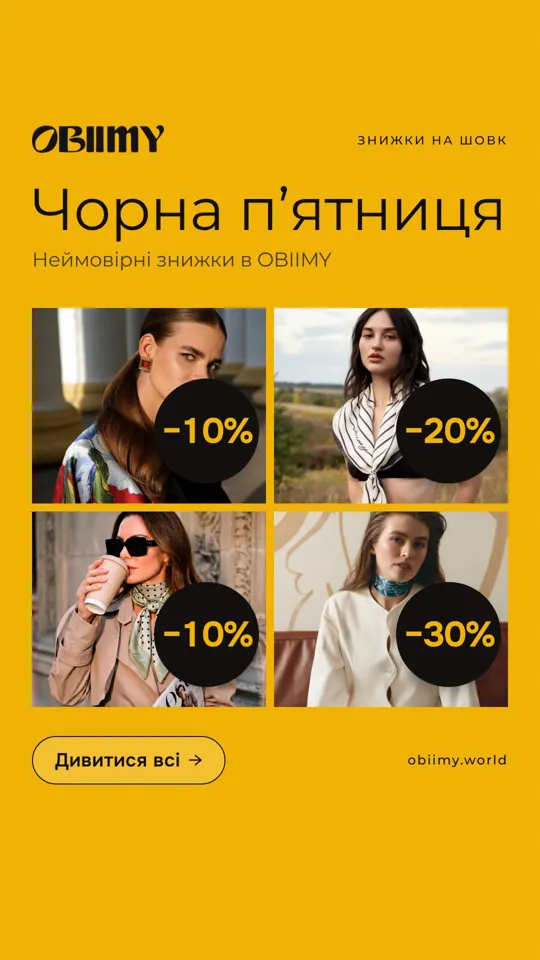 OBIIMY
ЗНИЖКИ НА ШОВК
Чорна п’ятниця
Неймовірні знижки в OBIIMY
-10%
-20%
-10%
-30%
Дивитися всі →
obiimy.world